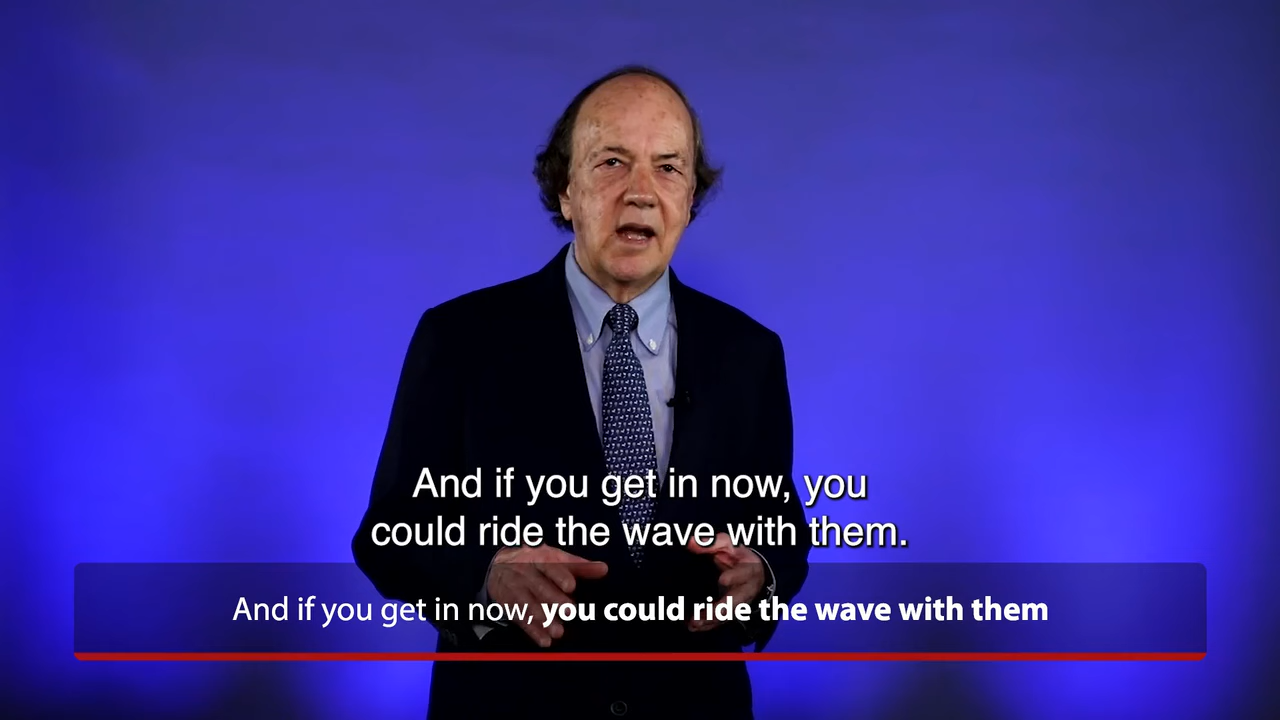 And if you get in now, you
could ride the wave with them.
And if you get in now, you could ride the wave with them